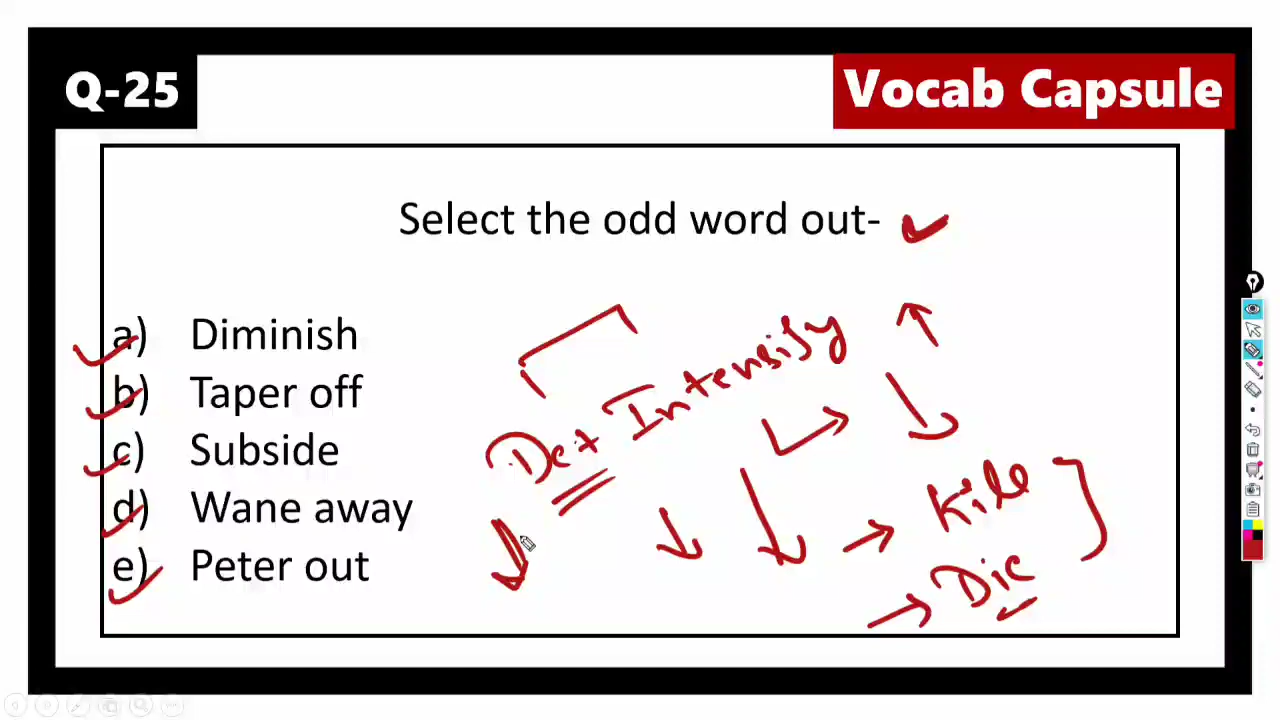 Q-25
Vocab Capsule
Select the odd word out-
a) Diminish
b) Taper off
c) Subside
d) Wane away
e) Peter out
De+ Intensify
Kill
Die